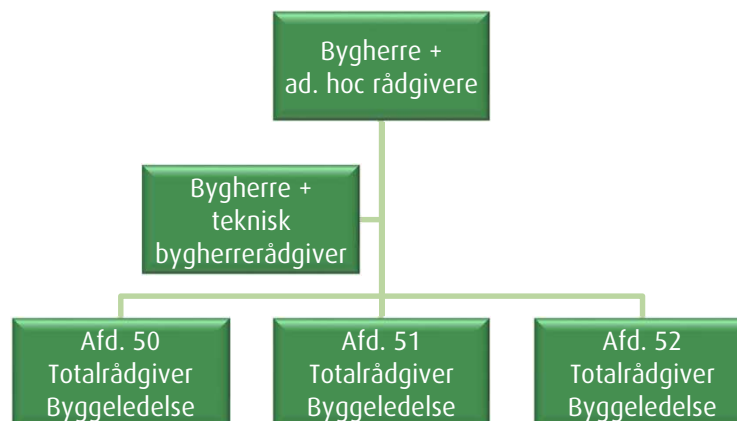 Bygherre +
ad. hoc rådgivere
Bygherre +
teknisk
bygherrerådgiver
Afd. 50
Totalrådgiver
Byggeledelse
Afd. 51
Totalrådgiver
Byggeledelse
Afd. 52
Totalrådgiver
Byggeledelse